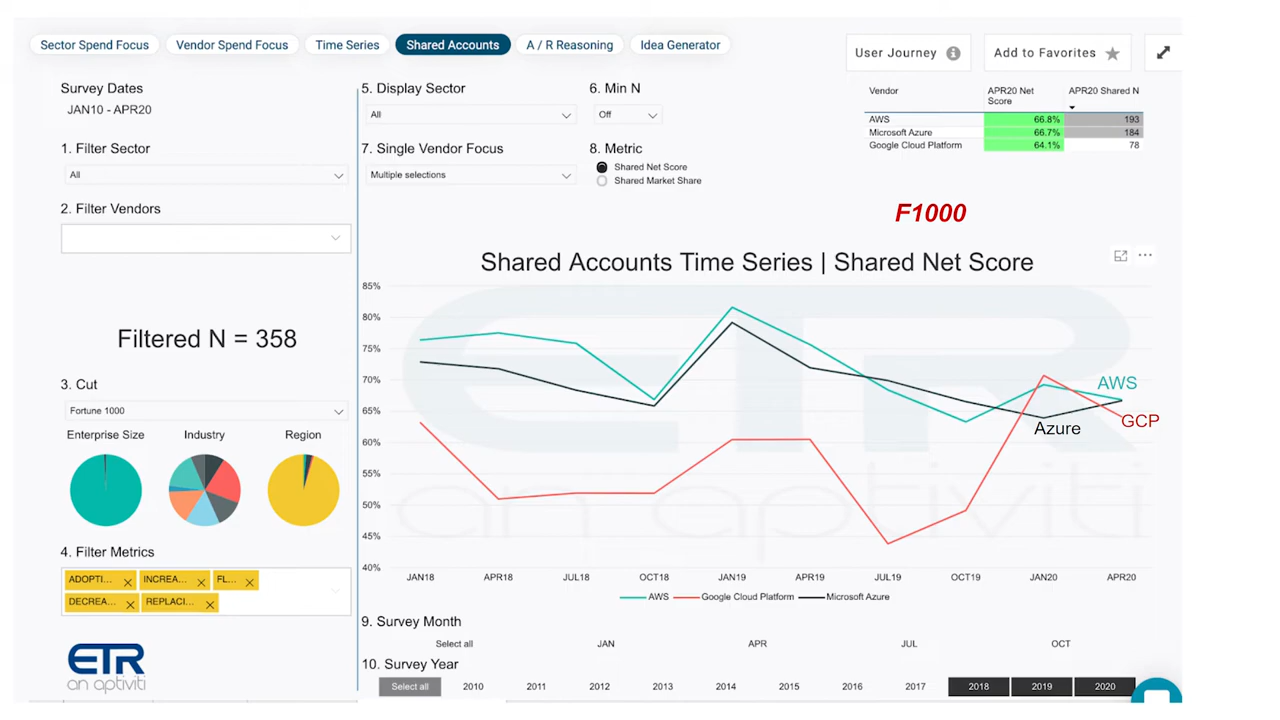 Sector Spend Focus
Vendor Spend Focus
Time Series
Shared Accounts
A / R Reasoning
Idea Generator
User Journey
Add to Favorites
Survey Dates
JAN10 - APR20
1. Filter Sector
All
2. Filter Vendors
Filtered N = 358
3. Cut
Fortune 1000
Enterprise Size
Industry
Region
4. Filter Metrics
ADOPTI...
INCREA...
FL...
DECREA...
REPLACI...
ETR
an aptiviti
5. Display Sector
All
6. Min N
Off
7. Single Vendor Focus
Multiple selections
8. Metric
Shared Net Score
Shared Market Share
Vendor APR20 Net Score APR20 Shared N
AWS 66.8% 193
Microsoft Azure 66.7% 184
Google Cloud Platform 64.1% 78
F1000
Shared Accounts Time Series | Shared Net Score
85%
80%
75%
70%
65%
60%
55%
50%
45%
40%
ETR
an aptiviti
AWS
GCP
Azure
JAN18 APR18 JUL18 OCT18 JAN19 APR19 JUL19 OCT19 JAN20 APR20
AWS Google Cloud Platform Microsoft Azure
9. Survey Month
Select all JAN APR JUL OCT
10. Survey Year
Select all 2010 2011 2012 2013 2014 2015 2016 2017 2018 2019 2020